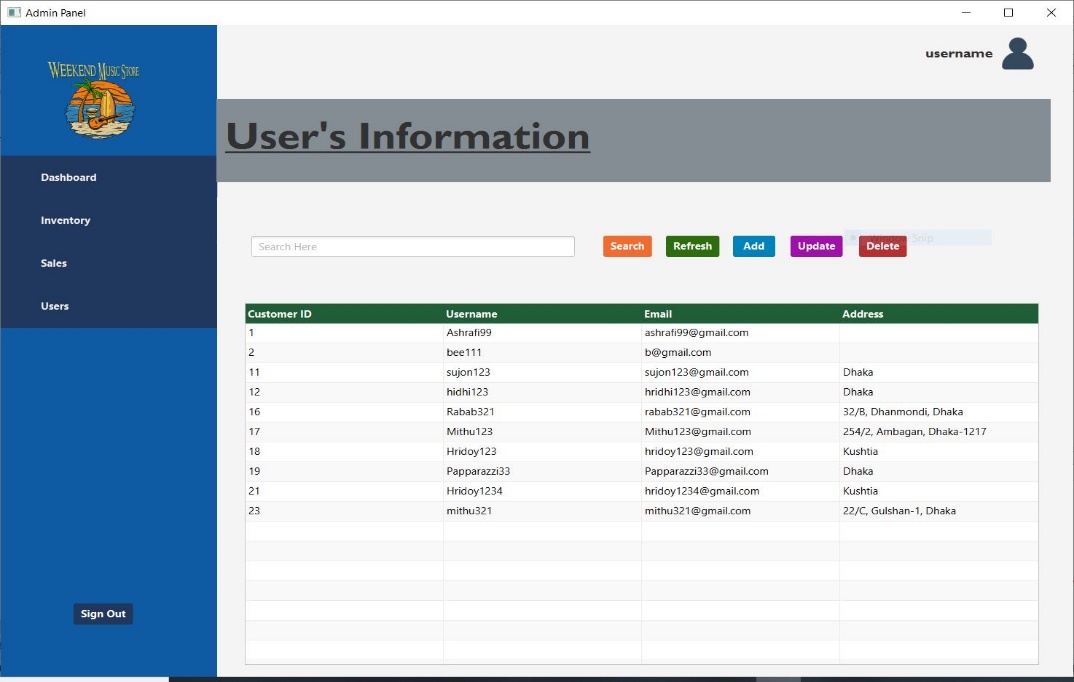 Admin Panel
WEEKEND MUSIC STORE
username
User's Information
Dashboard
Inventory
Sales
Users
Sign Out
Search Here
Search Refresh Add Update Delete
Customer ID Username Email Address
1 Ashrafi99 ashrafi99@gmail.com
2 bee111 b@gmail.com
11 sujon123 sujon123@gmail.com Dhaka
12 hidhi123 hridhi123@gmail.com Dhaka
16 Rabab321 rabab321@gmail.com 32/B, Dhanmondi, Dhaka
17 Mithu123 Mithu123@gmail.com 254/2, Ambagan, Dhaka-1217
18 Hridoy123 hridoy123@gmail.com Kushtia
19 Papparazzi33 Papparazzi33@gmail.com Dhaka
21 Hridoy1234 hridoy1234@gmail.com Kushtia
23 mithu321 mithu321@gmail.com 22/C, Gulshan-1, Dhaka